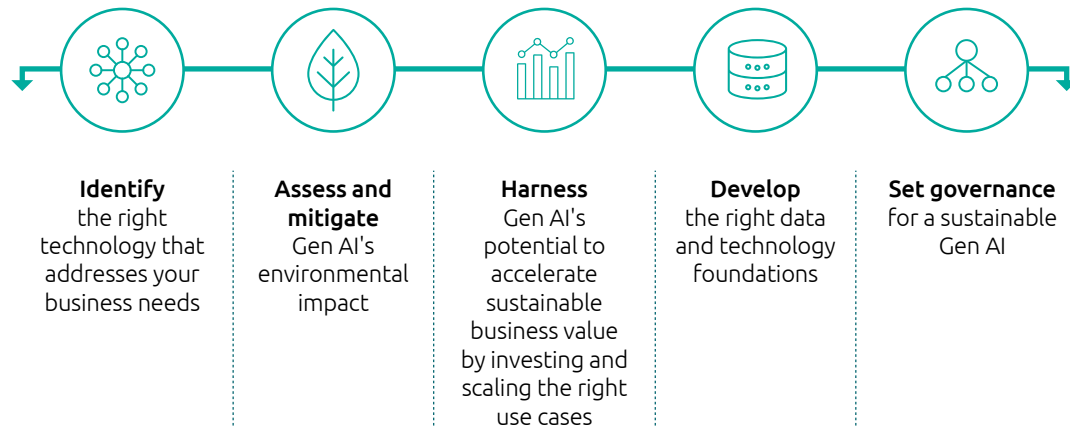 Identify
the right
technology that
addresses your
business needs
Assess and
mitigate
Gen AI's
environmental
impact
Harness
Gen AI's
potential to
accelerate
sustainable
business value
by investing and
scaling the right
use cases
Develop
the right data
and technology
foundations
Set governance
for a sustainable
Gen AI